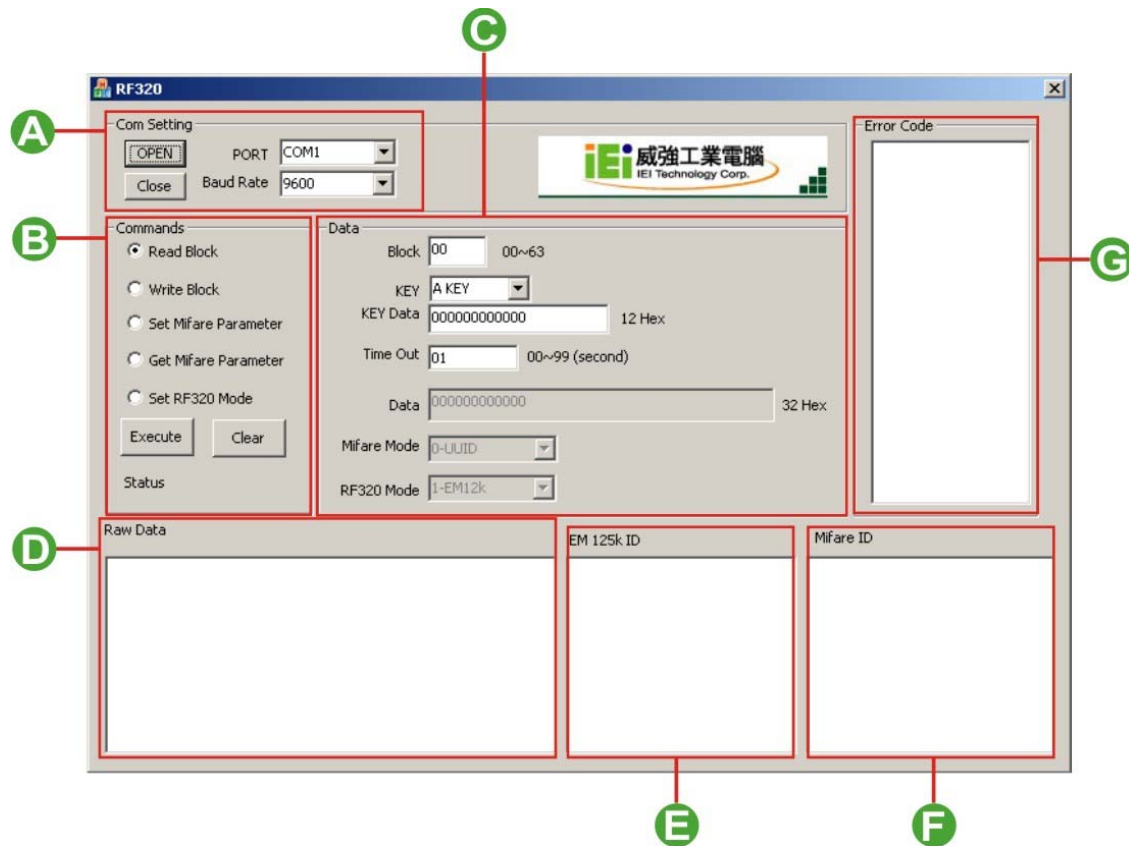 C
RF320
A
Com Setting
OPEN PORT COM1
Close Baud Rate 9600
iEi 威強工業電腦
IEI Technology Corp.
Error Code
B
Commands
Read Block
Write Block
Set Mifare Parameter
Get Mifare Parameter
Set RF320 Mode
Execute Clear
Status
Data
Block 00 00~63
KEY A KEY
KEY Data 000000000000 12 Hex
Time Out 01 00~99 (second)
Data 000000000000 32 Hex
Mifare Mode 0-UUID
RF320 Mode 1-EM12k
G
D
Raw Data
EM 125k ID
Mifare ID
E
F